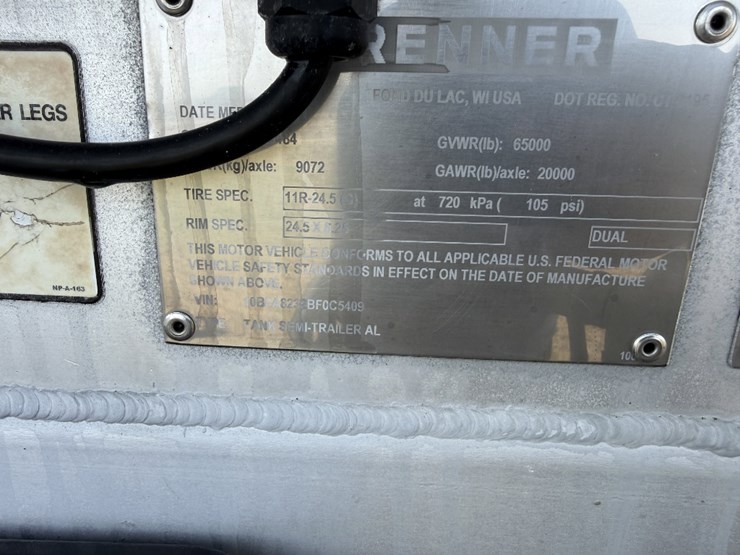 R LEGS
NP-A-163
RENNER
FOND DU LAC, WI USA DOT REG. NO.
DATE
GVWR(lb): 65000
(kg)/axle: 9072 GAWR(lb)/axle: 20000
TIRE SPEC. 11R-24.5 at 720 kPa ( 105 psi)
RIM SPEC. 24.5 X DUAL
THIS MOTOR VEHICLE CONFORMS TO ALL APPLICABLE U.S. FEDERAL MOTOR
VEHICLE SAFETY STANDARDS IN EFFECT ON THE DATE OF MANUFACTURE
SHOWN ABOVE.
VIN: BF0C5409
TANK SEMI-TRAILER AL